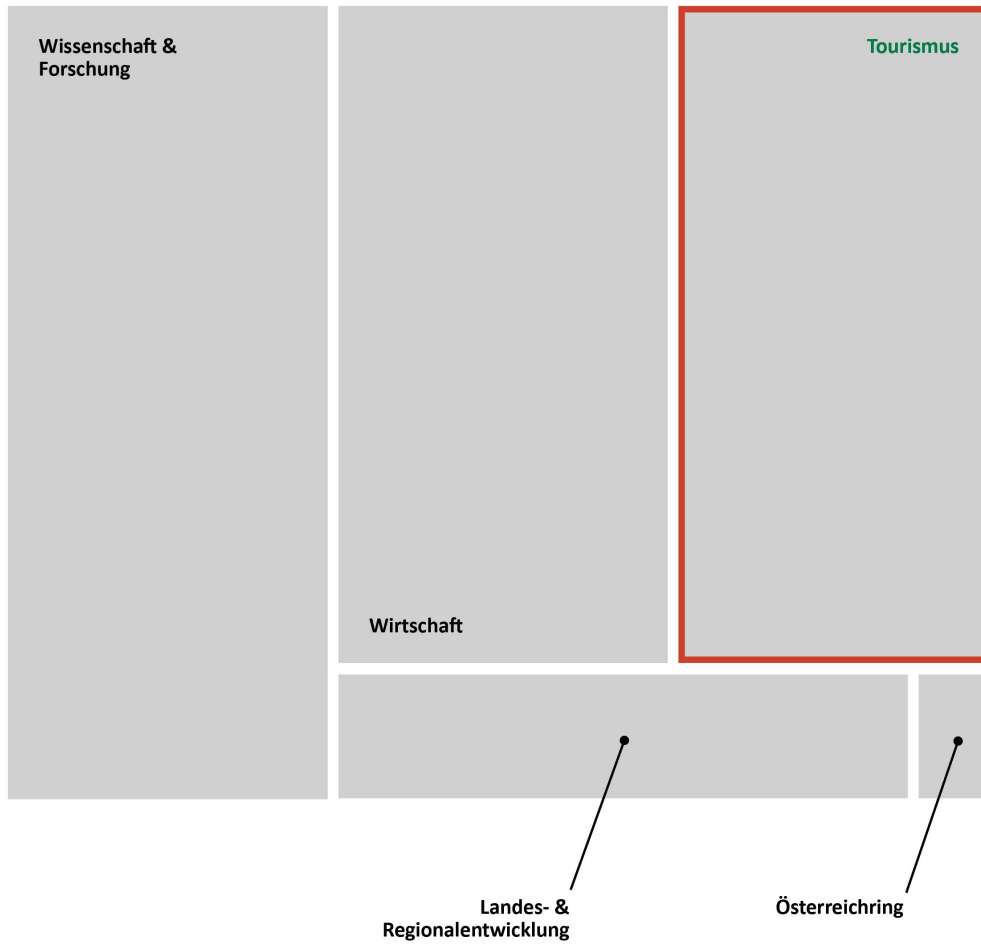 Wissenschaft &
Forschung
Tourismus
Wirtschaft
Landes- &
Regionalentwicklung
Österreichring